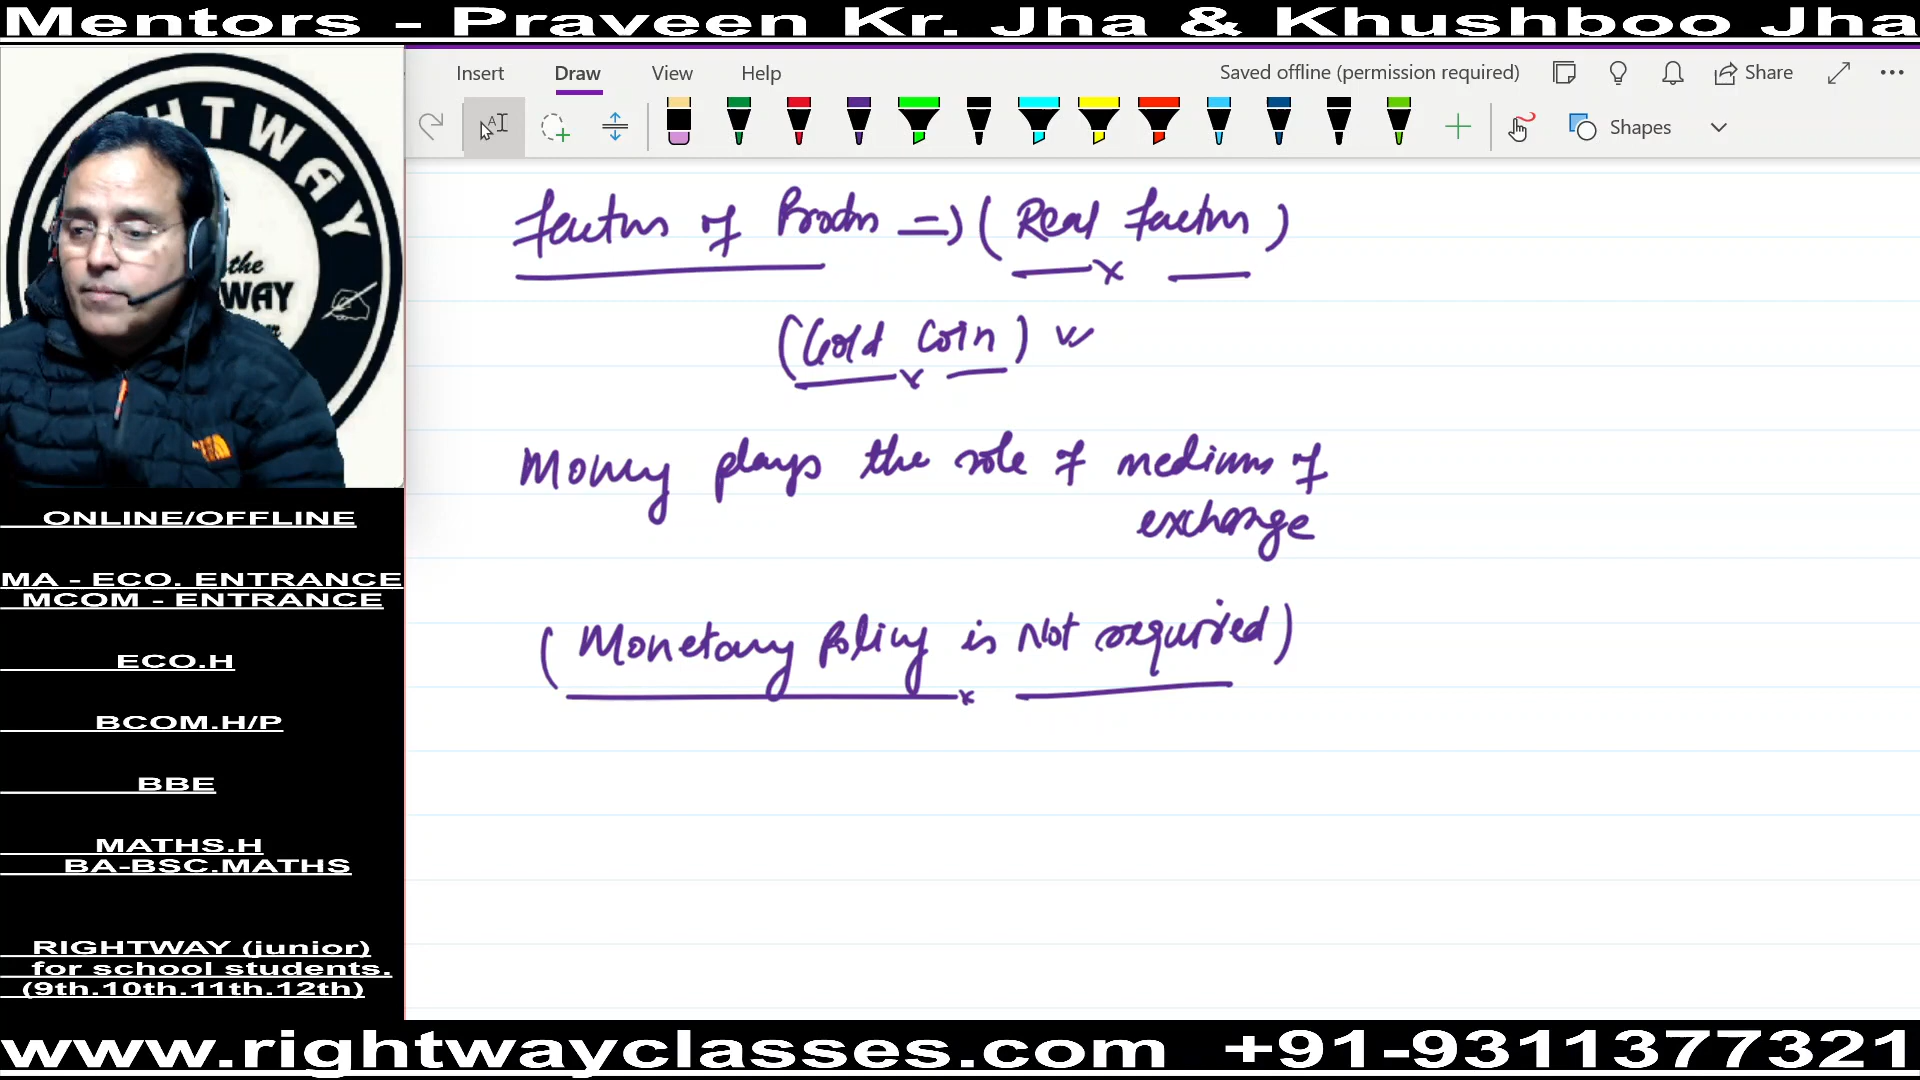 Mentors - Praveen Kr. Jha & Khushboo Jha
Insert Draw View Help Saved offline (permission required) Share
Shapes
HTWAY
the
WAY
Factors of Prodn => (Real factors)
(Gold Coin)
Money plays the role of medium of
exchange
(Monetary Policy is Not required)
ONLINE/OFFLINE
MA - ECO. ENTRANCE
MCOM - ENTRANCE
ECO.H
BCOM.H/P
BBE
MATHS.H
BA-BSC.MATHS
RIGHTWAY (junior)
for school students.
(9th.10th.11th.12th)
www.rightwayclasses.com +91-9311377321